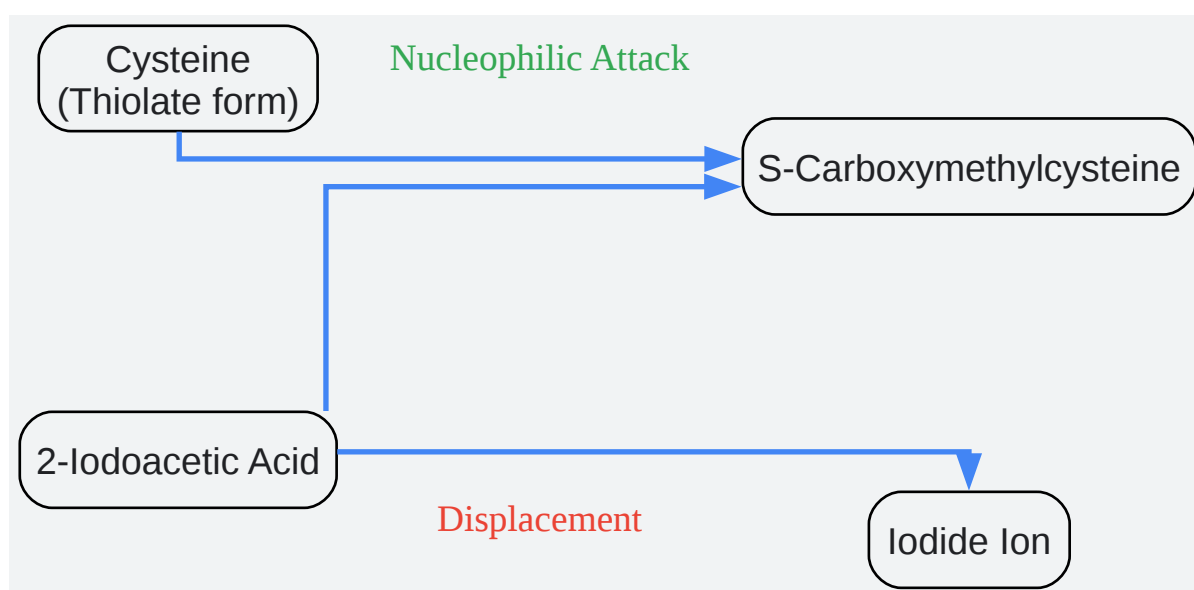 Cysteine
(Thiolate form)
Nucleophilic Attack
S-Carboxymethylcysteine
2-Iodoacetic Acid
Displacement
Iodide Ion